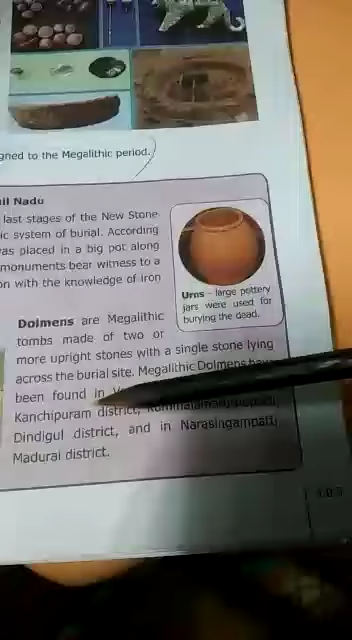 gned to the Megalithic period.
il Nadu
last stages of the New Stone
ic system of burial. According
as placed in a big pot along
monuments bear witness to a
on with the knowledge of iron
Urns - large pottery
jars were used for
burying the dead.
Dolmens are Megalithic
tombs made of two or
more upright stones with a single stone lying
across the burial site. Megalithic Dolmens have
been found in
Kanchipuram district,
Dindigul district, and in Narasingampatti,
Madurai district.